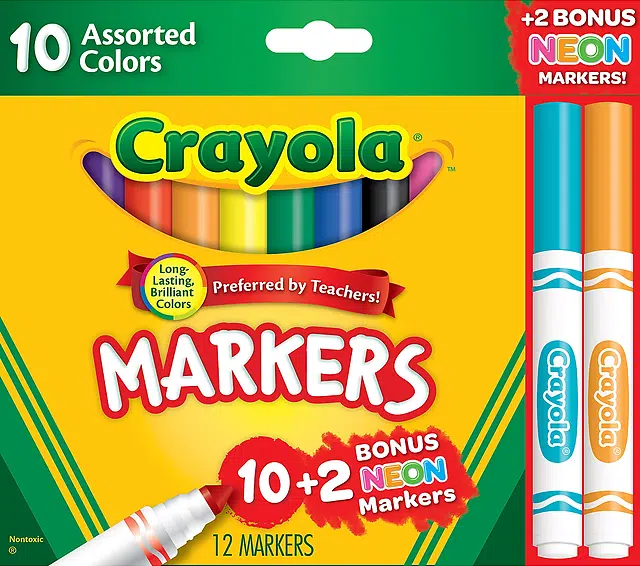 10 Assorted
Colors
+2 BONUS
NEON
MARKERS!
Crayola®
™
Long-
Lasting,
Brilliant
Colors
Preferred by Teachers!
MARKERS
10+2 BONUS
NEON
Markers
12 MARKERS
Nontoxic
®
Crayola®
Crayola®